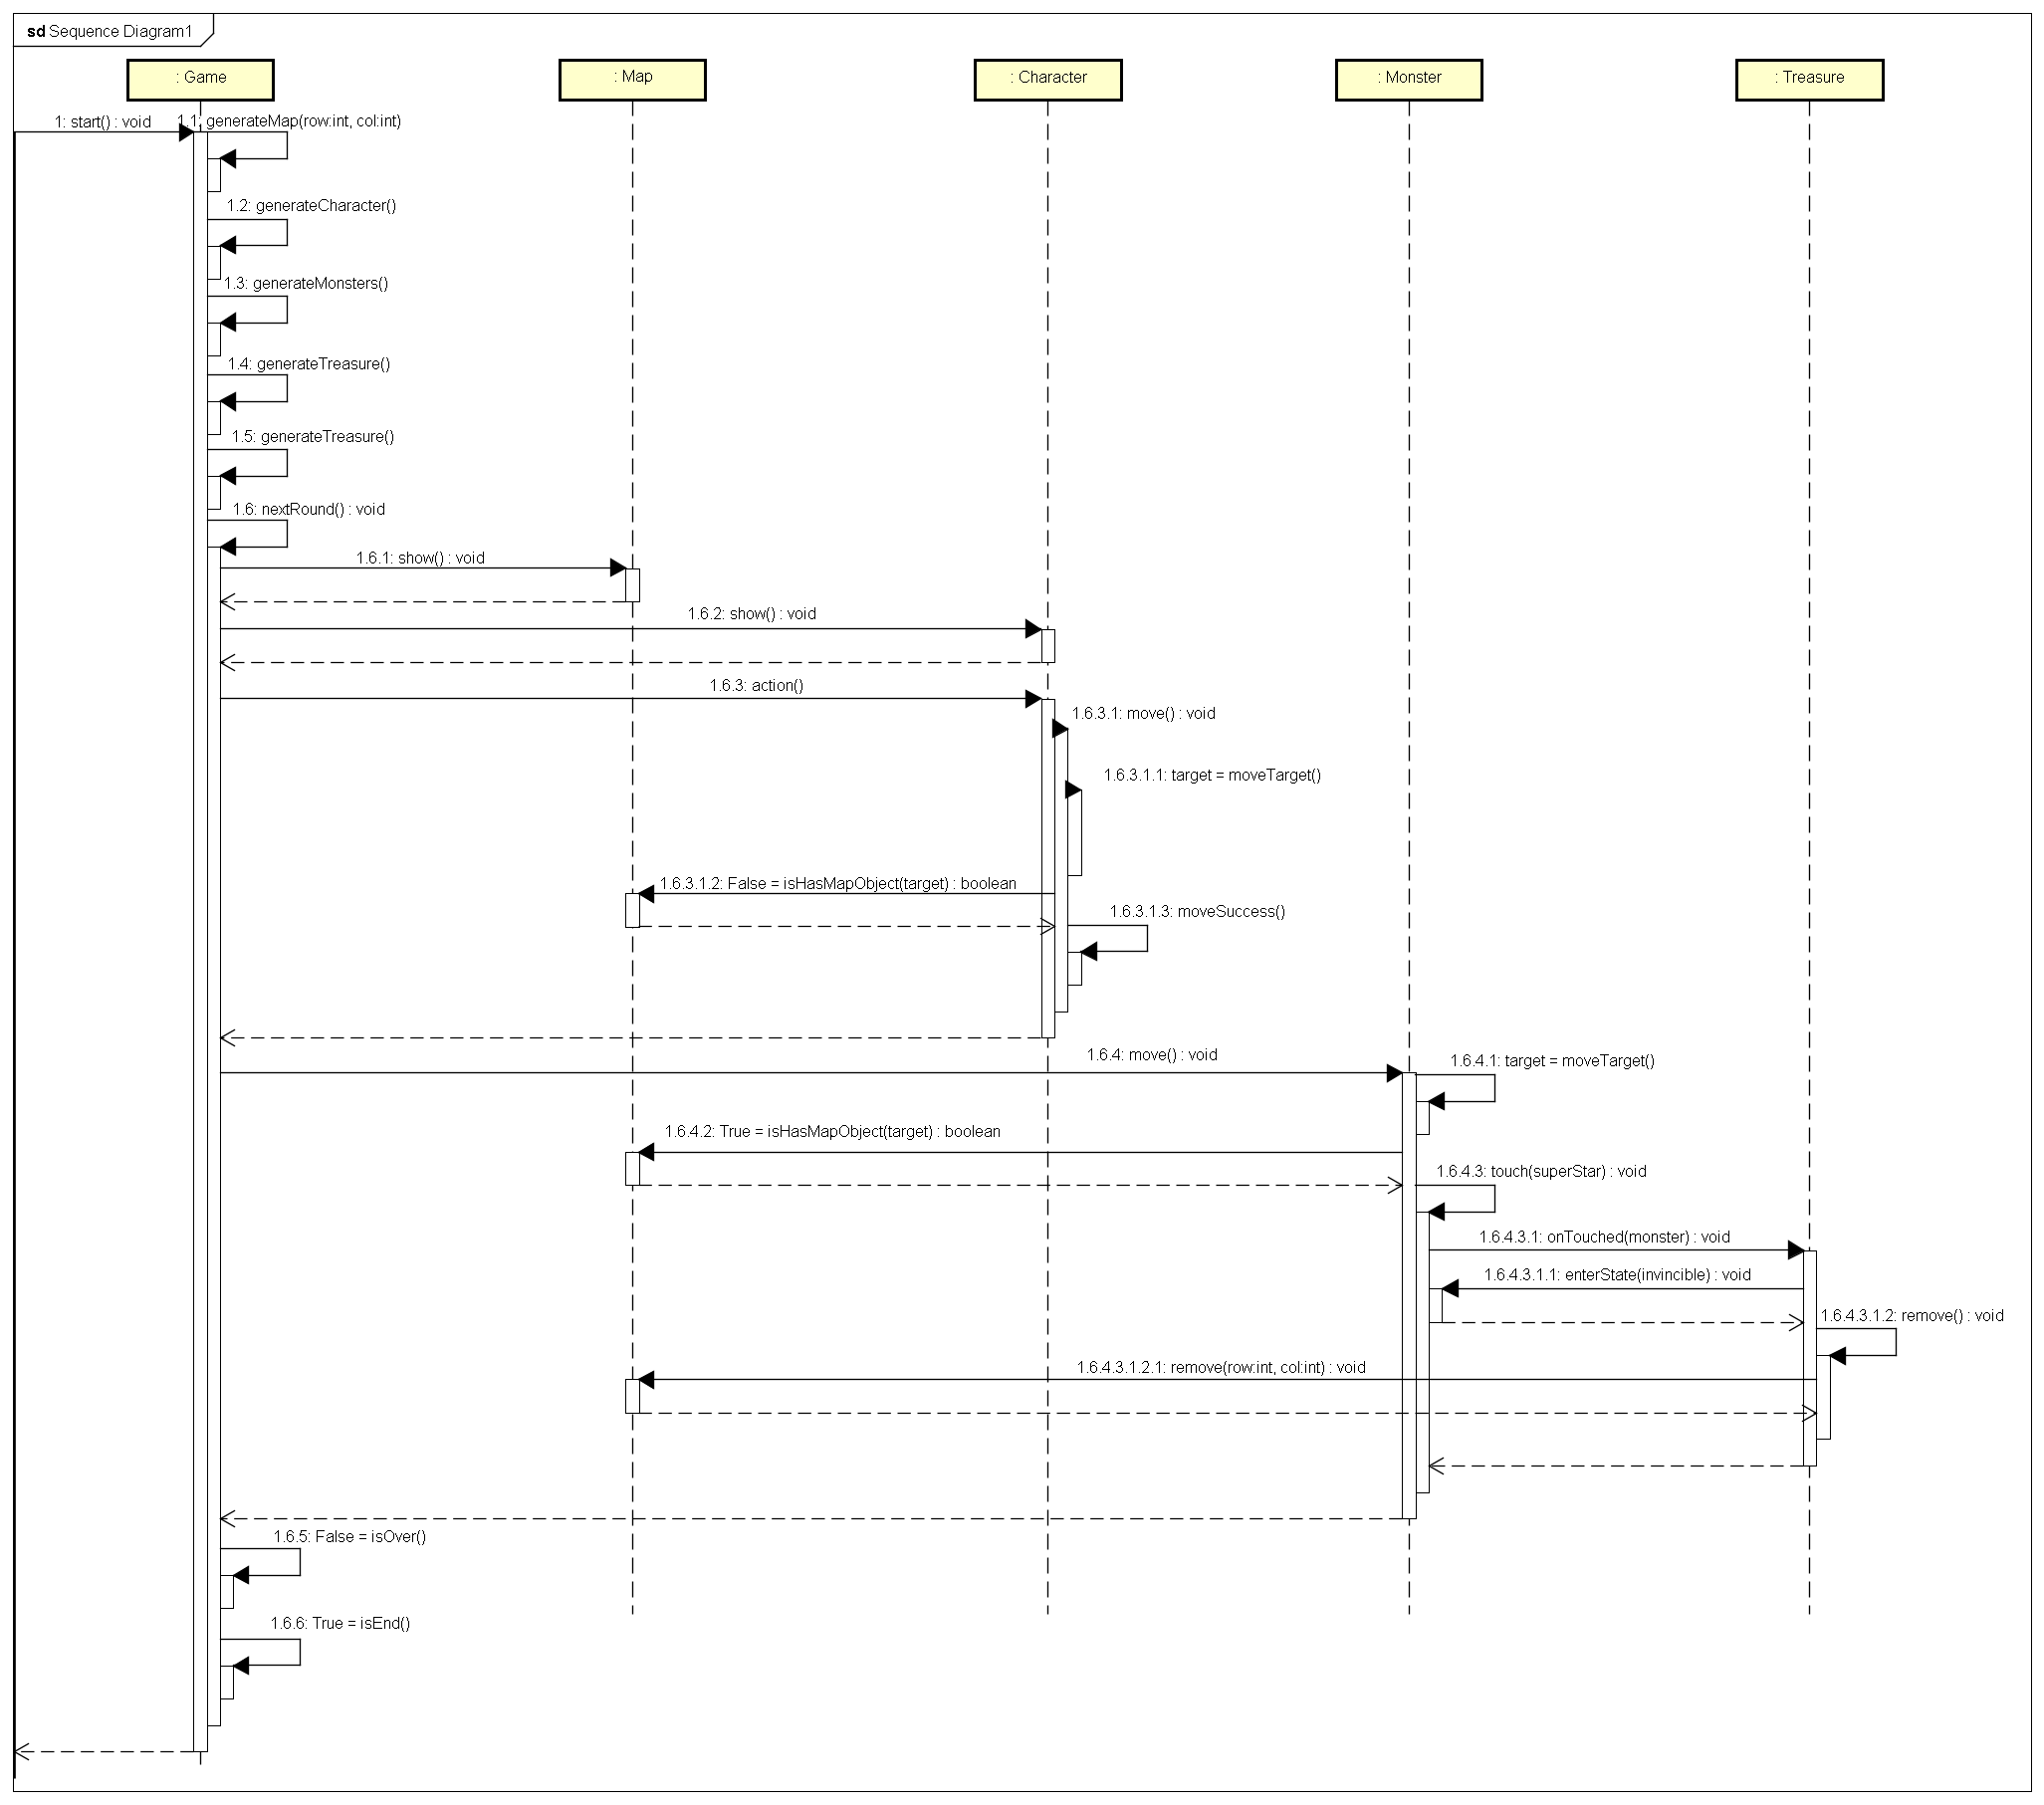 sd Sequence Diagram1
: Game
: Map
: Character
: Monster
: Treasure
1: start() : void
1.1: generateMap(row:int, col:int)
1.2: generateCharacter()
1.3: generateMonsters()
1.4: generateTreasure()
1.5: generateTreasure()
1.6: nextRound() : void
1.6.1: show() : void
1.6.2: show() : void
1.6.3: action()
1.6.3.1: move() : void
1.6.3.1.1: target = moveTarget()
1.6.3.1.2: False = isHasMapObject(target) : boolean
1.6.3.1.3: moveSuccess()
1.6.4: move() : void
1.6.4.1: target = moveTarget()
1.6.4.2: True = isHasMapObject(target) : boolean
1.6.4.3: touch(superStar) : void
1.6.4.3.1: onTouched(monster) : void
1.6.4.3.1.1: enterState(invincible) : void
1.6.4.3.1.2: remove() : void
1.6.4.3.1.2.1: remove(row:int, col:int) : void
1.6.5: False = isOver()
1.6.6: True = isEnd()